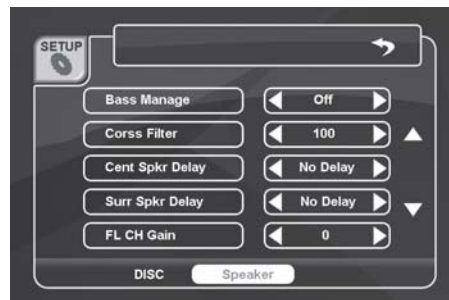 SETUP
Bass Manage Off
Corss Filter 100
Cent Spkr Delay No Delay
Surr Spkr Delay No Delay
FL CH Gain 0
DISC Speaker